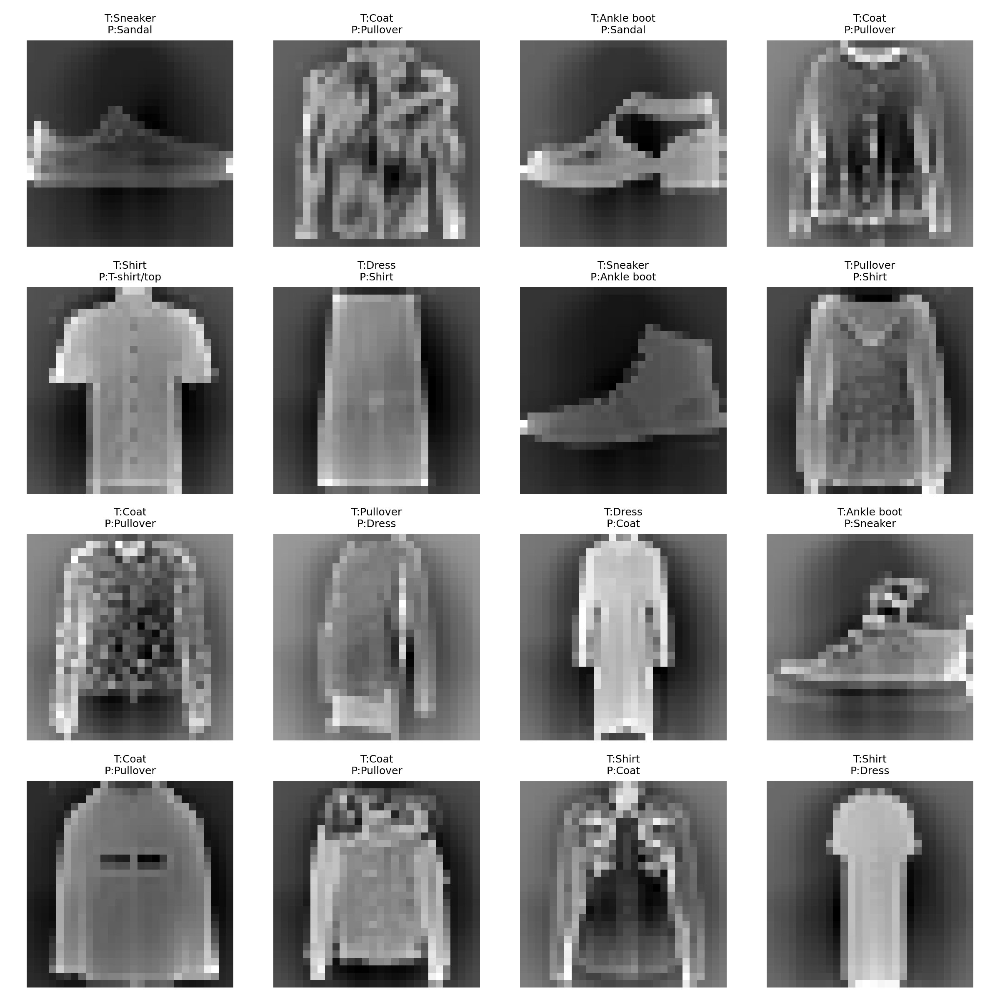 T:Sneaker
P:Sandal
T:Coat
P:Pullover
T:Ankle boot
P:Sandal
T:Coat
P:Pullover
T:Shirt
P:T-shirt/top
T:Dress
P:Shirt
T:Sneaker
P:Ankle boot
T:Pullover
P:Shirt
T:Coat
P:Pullover
T:Pullover
P:Dress
T:Dress
P:Coat
T:Ankle boot
P:Sneaker
T:Coat
P:Pullover
T:Coat
P:Pullover
T:Shirt
P:Coat
T:Shirt
P:Dress